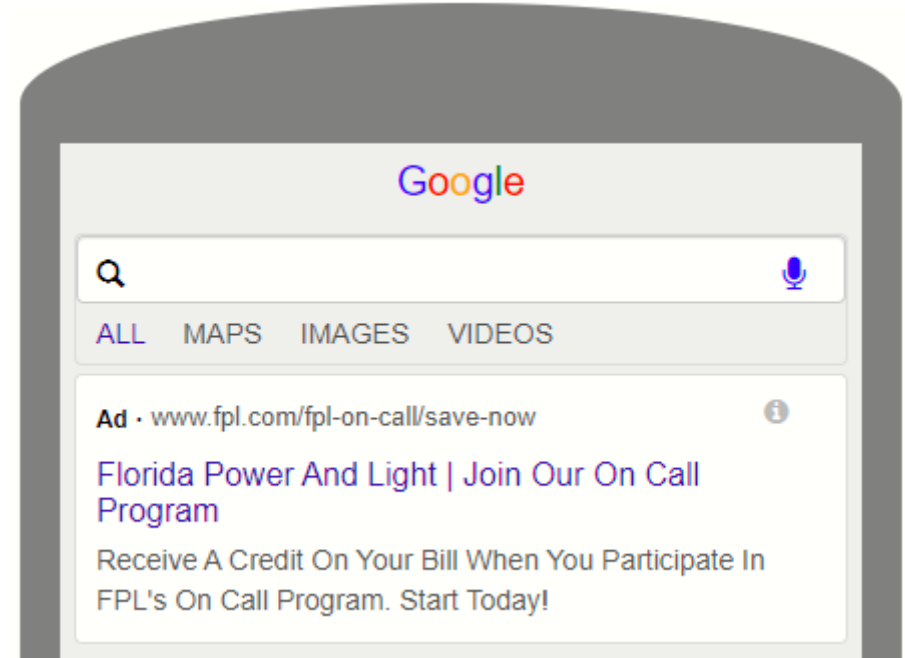 Google
ALL MAPS IMAGES VIDEOS
Ad · www.fpl.com/fpl-on-call/save-now
Florida Power And Light | Join Our On Call
Program
Receive A Credit On Your Bill When You Participate In
FPL's On Call Program. Start Today!